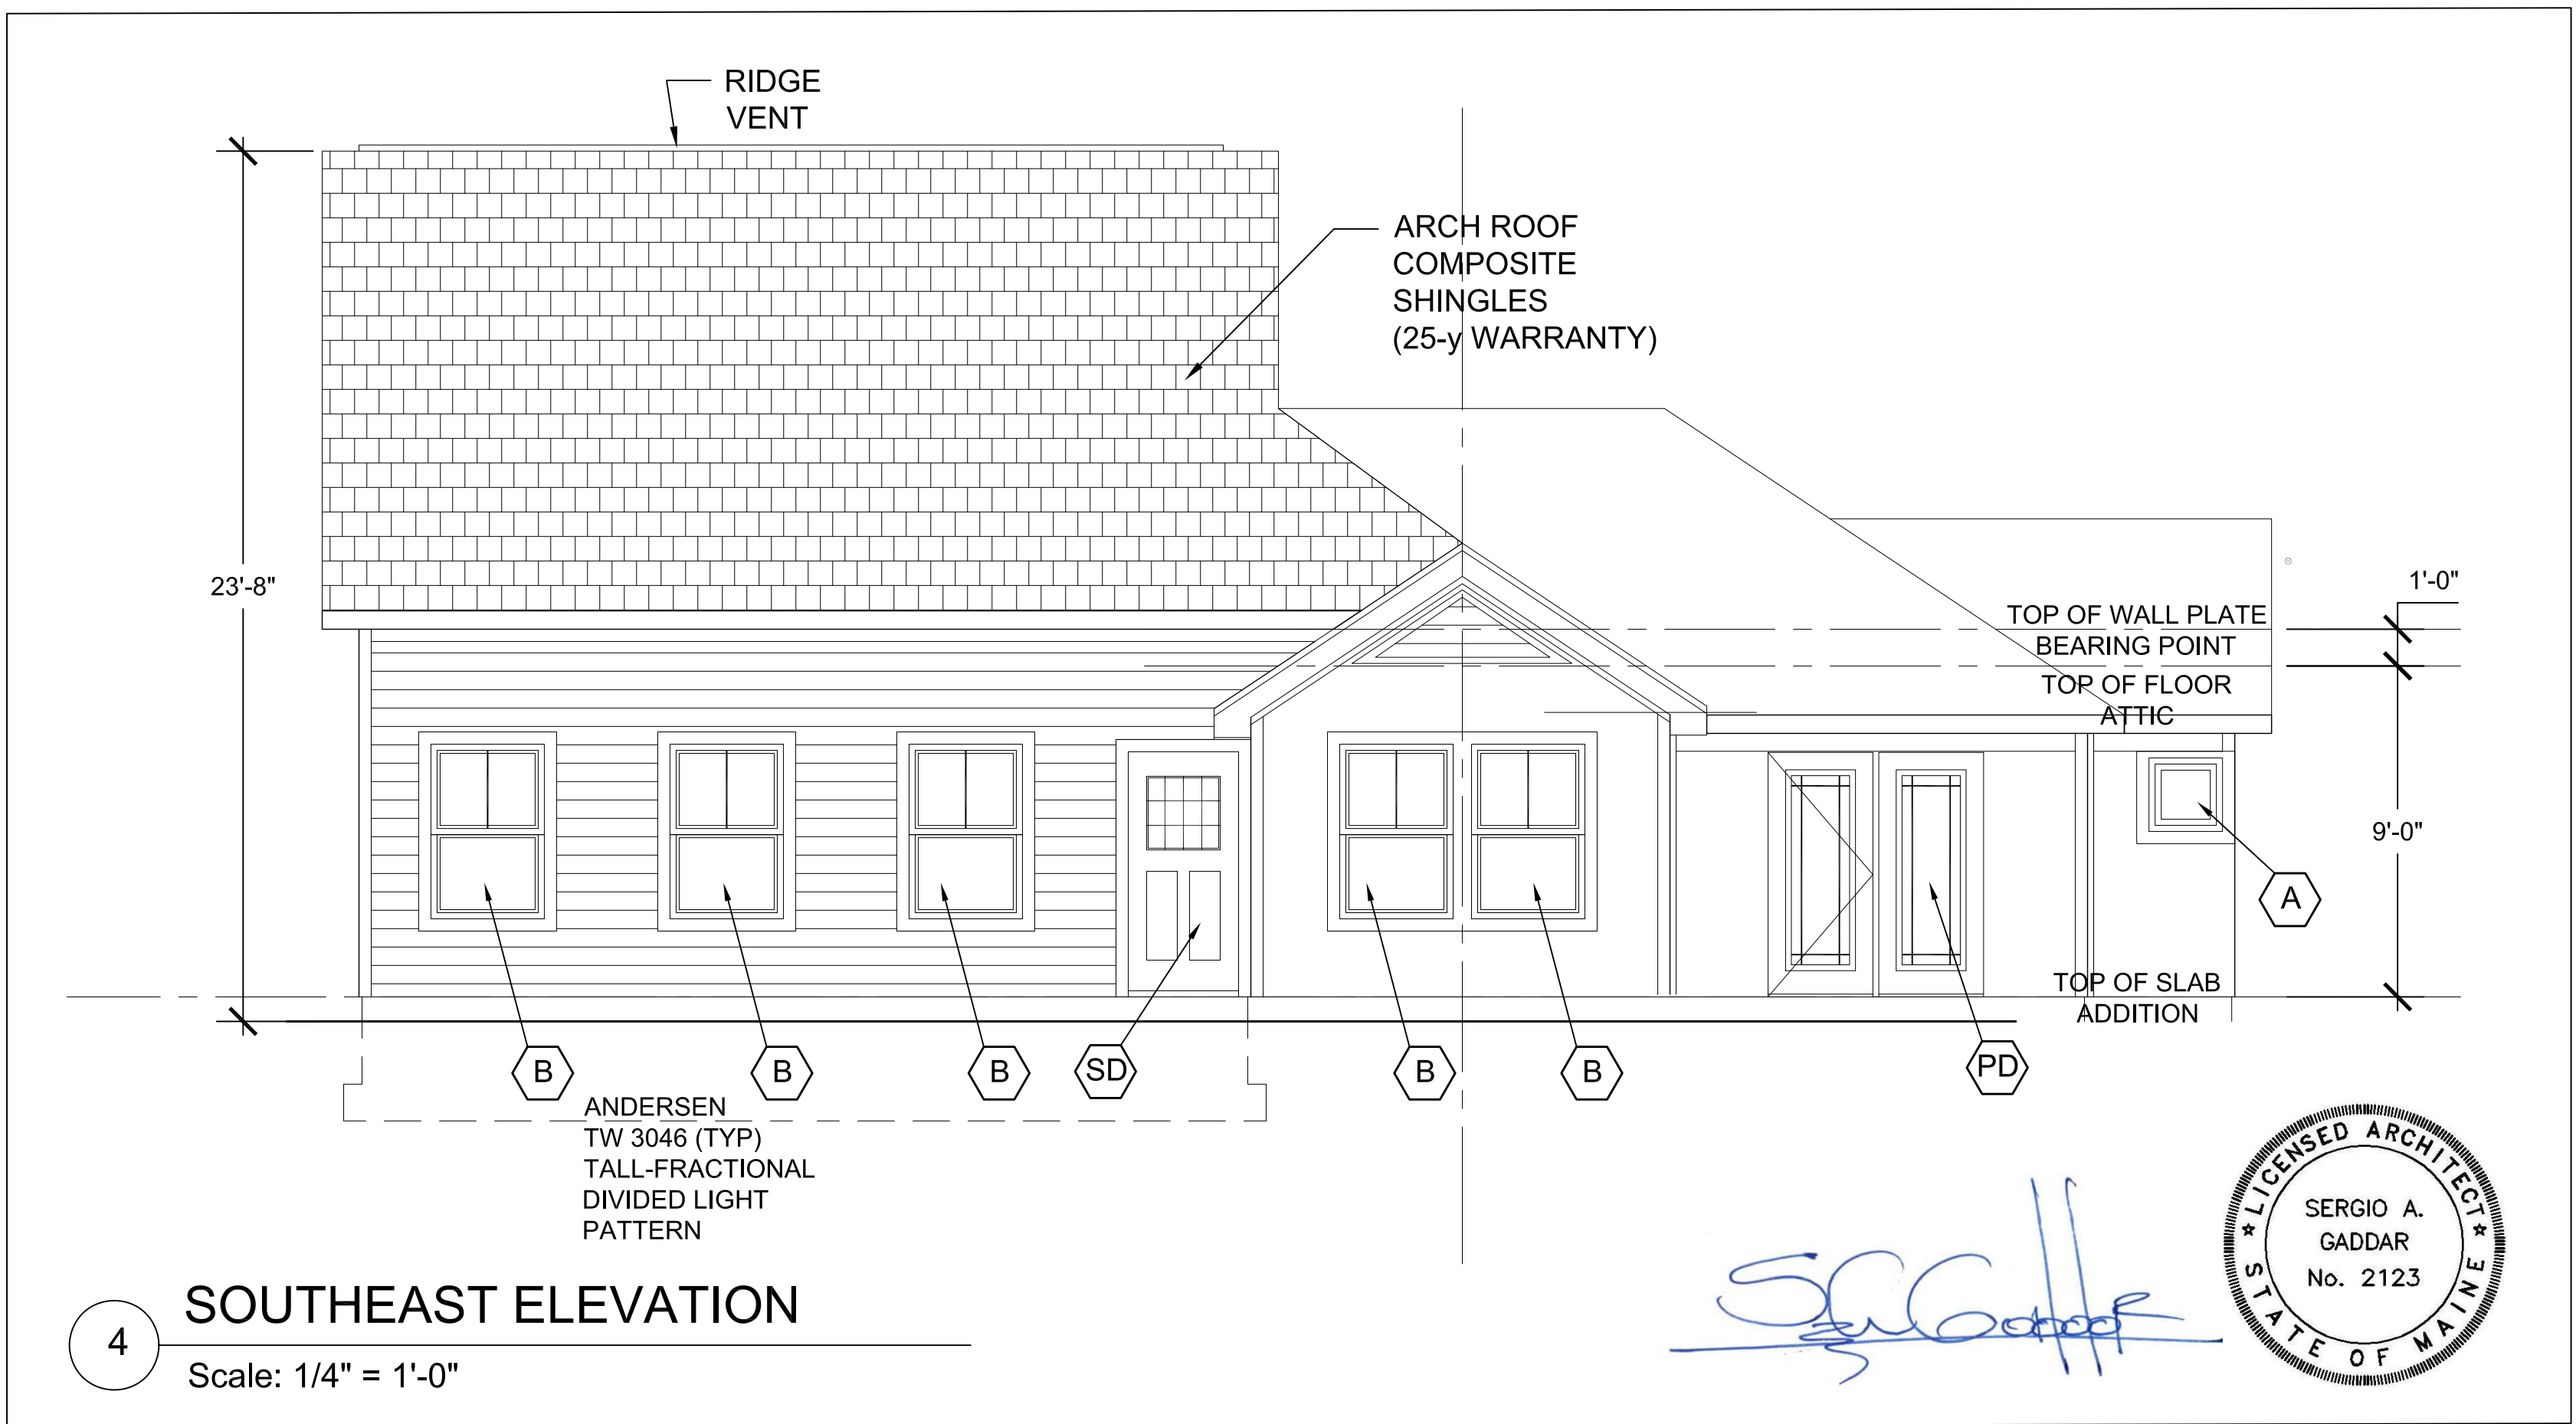 RIDGE
VENT
ARCH ROOF
COMPOSITE
SHINGLES
(25-y WARRANTY)
23'-8"
1'-0"
TOP OF WALL PLATE
BEARING POINT
TOP OF FLOOR
ATTIC
9'-0"
A
TOP OF SLAB
ADDITION
B
B
B
SD
B
B
PD
ANDERSEN
TW 3046 (TYP)
TALL-FRACTIONAL
DIVIDED LIGHT
PATTERN
LICENSED ARCHITECT
SERGIO A.
GADDAR
No. 2123
STATE OF MAINE
4
SOUTHEAST ELEVATION
Scale: 1/4" = 1'-0"